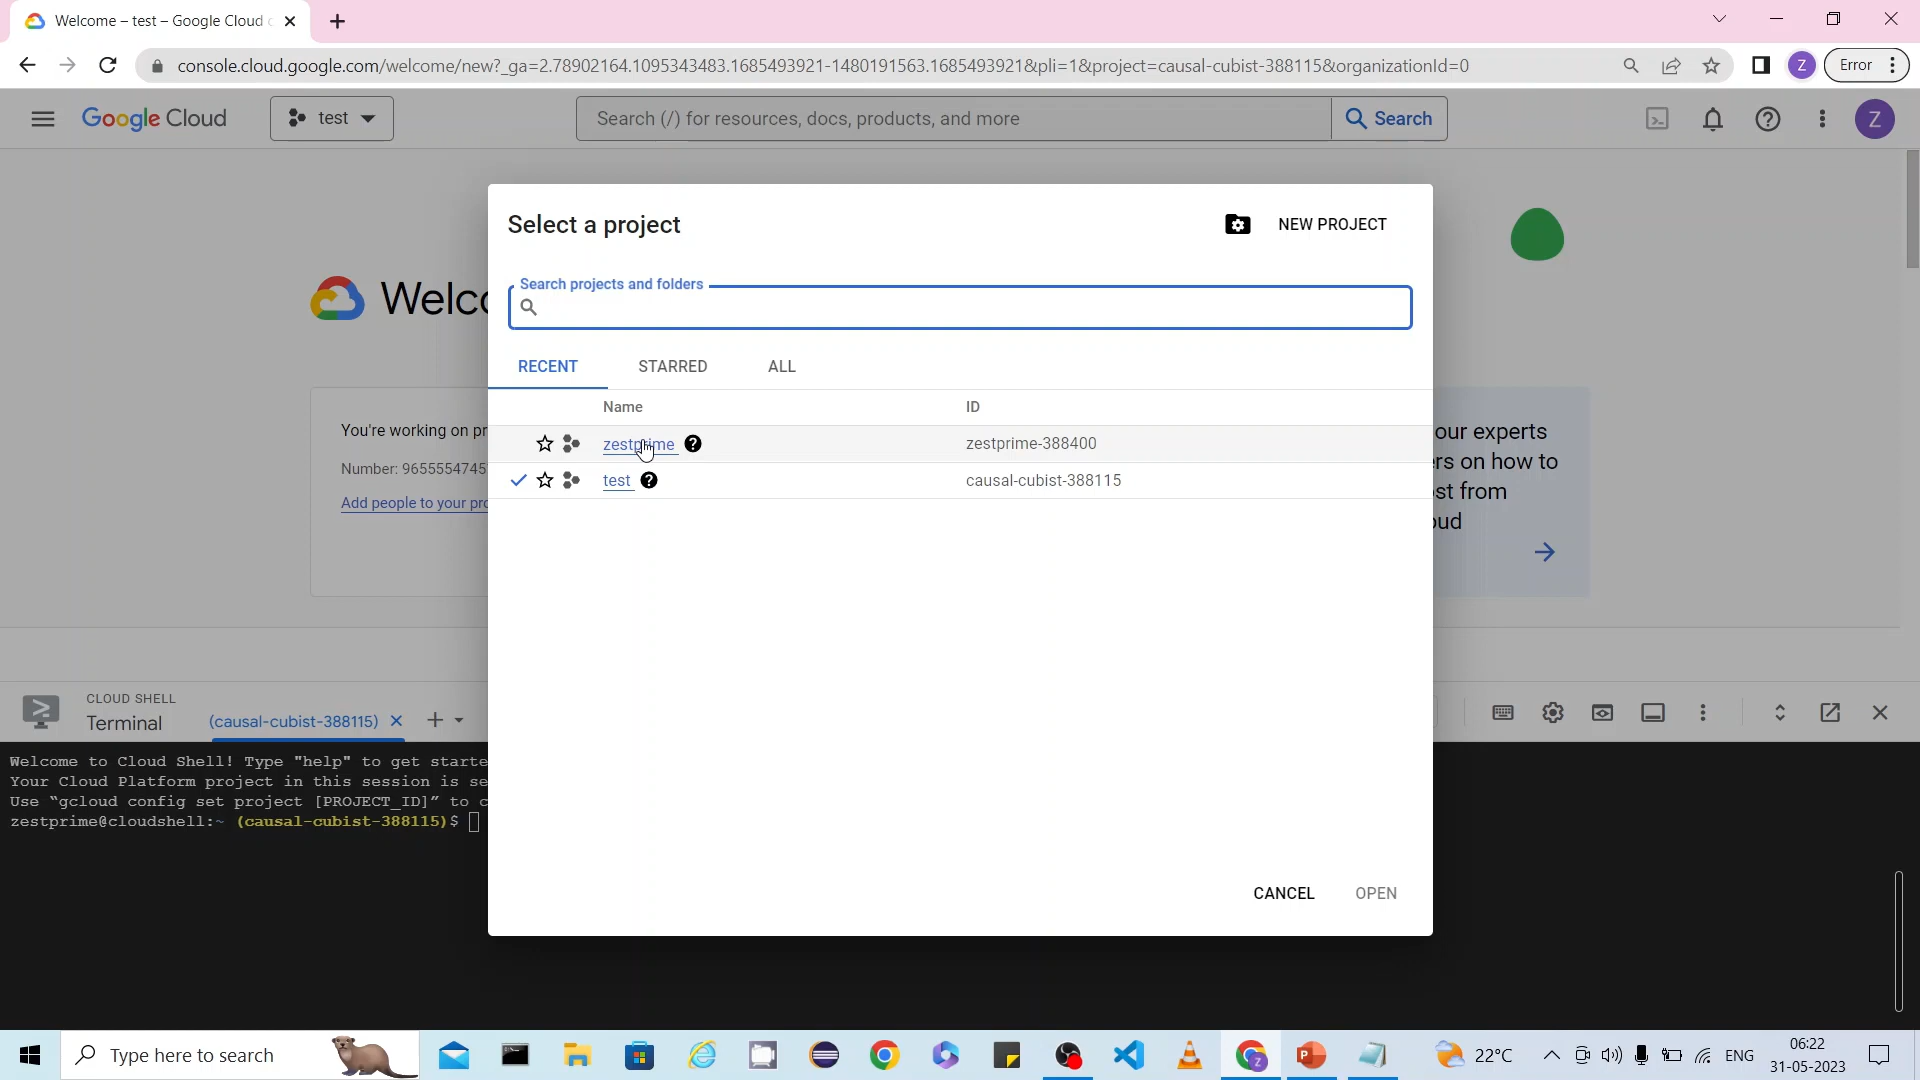 Welcome – test – Google Cloud
console.cloud.google.com/welcome/new?_ga=2.78902164.1095343483.1685493921-1480191563.1685493921&pli=1&project=causal-cubist-388115&organizationId=0
Z
Error
Google Cloud
test
Search (/) for resources, docs, products, and more
Search
Z
Welco
Select a project
NEW PROJECT
Search projects and folders
RECENT
STARRED
ALL
Name
ID
zestprime
zestprime-388400
test
causal-cubist-388115
CANCEL
OPEN
You're working on pr
Number: 9655554745
Add people to your pro
our experts
rs on how to
st from
oud
CLOUD SHELL
Terminal
(causal-cubist-388115)
Welcome to Cloud Shell! Type "help" to get starte
Your Cloud Platform project in this session is se
Use “gcloud config set project [PROJECT_ID]” to c
zestprime@cloudshell:~ (causal-cubist-388115)$
Type here to search
22°C
ENG
06:22
31-05-2023